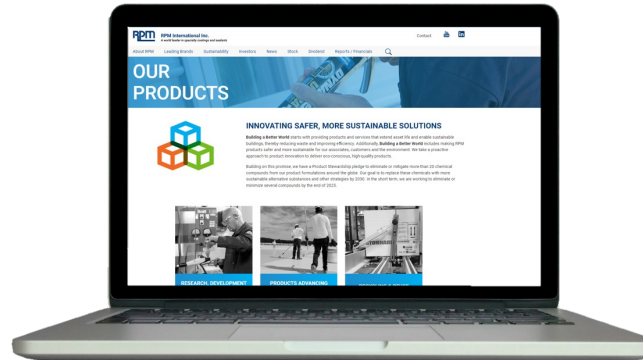 RPM
RPM International Inc.
A world leader in specialty coatings and sealants
Contact
About RPM Leading Brands Sustainability Investors News Stock Dividend Reports / Financials
OUR
PRODUCTS
INNOVATING SAFER, MORE SUSTAINABLE SOLUTIONS
Building a Better World starts with providing products and services that extend asset life and enable sustainable
buildings, thereby reducing waste and improving efficiency. Additionally, Building a Better World includes making RPM
products safer and more sustainable for our associates, customers and the environment. We take a proactive
approach to product innovation to deliver eco-conscious, high-quality products.
Building on this promise, we have a Product Stewardship pledge to eliminate or mitigate more than 20 chemical
compounds from our product formulations around the globe. Our goal is to replace these chemicals with more
sustainable alternative substances and other strategies by 2030. In the short term, we are working to eliminate or
minimize several compounds by the end of 2025.
RESEARCH, DEVELOPMENT
PRODUCTS ADVANCING